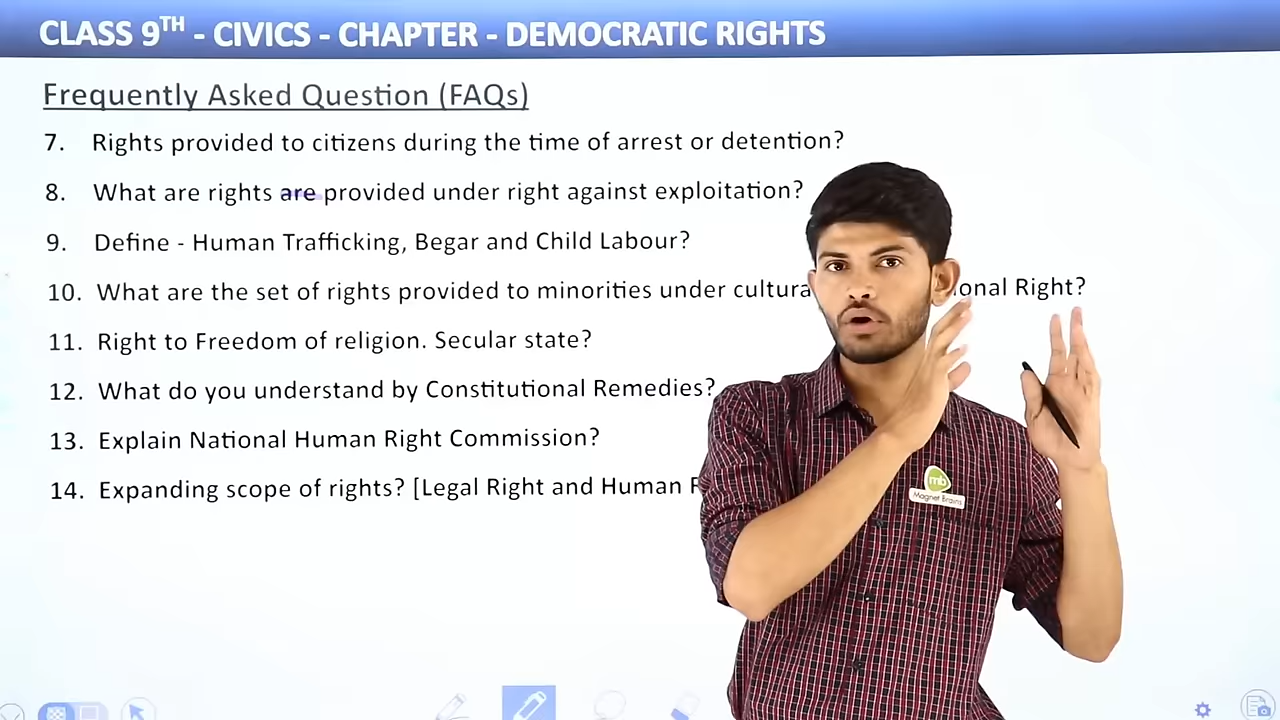 CLASS 9TH - CIVICS - CHAPTER - DEMOCRATIC RIGHTS
Frequently Asked Question (FAQs)
7. Rights provided to citizens during the time of arrest or detention?
8. What are rights are provided under right against exploitation?
9. Define - Human Trafficking, Begar and Child Labour?
10. What are the set of rights provided to minorities under Right?
11. Right to Freedom of religion. Secular state?
12. What do you understand by Constitutional Remedies?
13. Explain National Human Right Commission?
14. Expanding scope of rights? [Legal Right and Human
mb
Magnet Brains